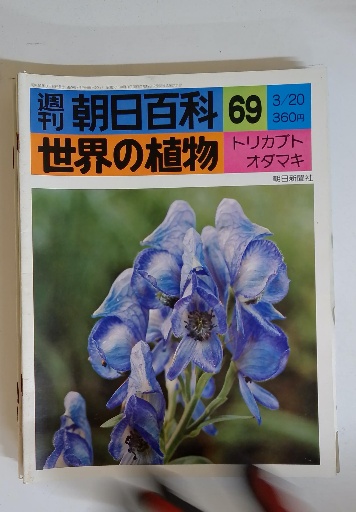 週刊 朝日百科 69 3/20 360円
世界の植物 トリカブト オダマキ
朝日新聞社